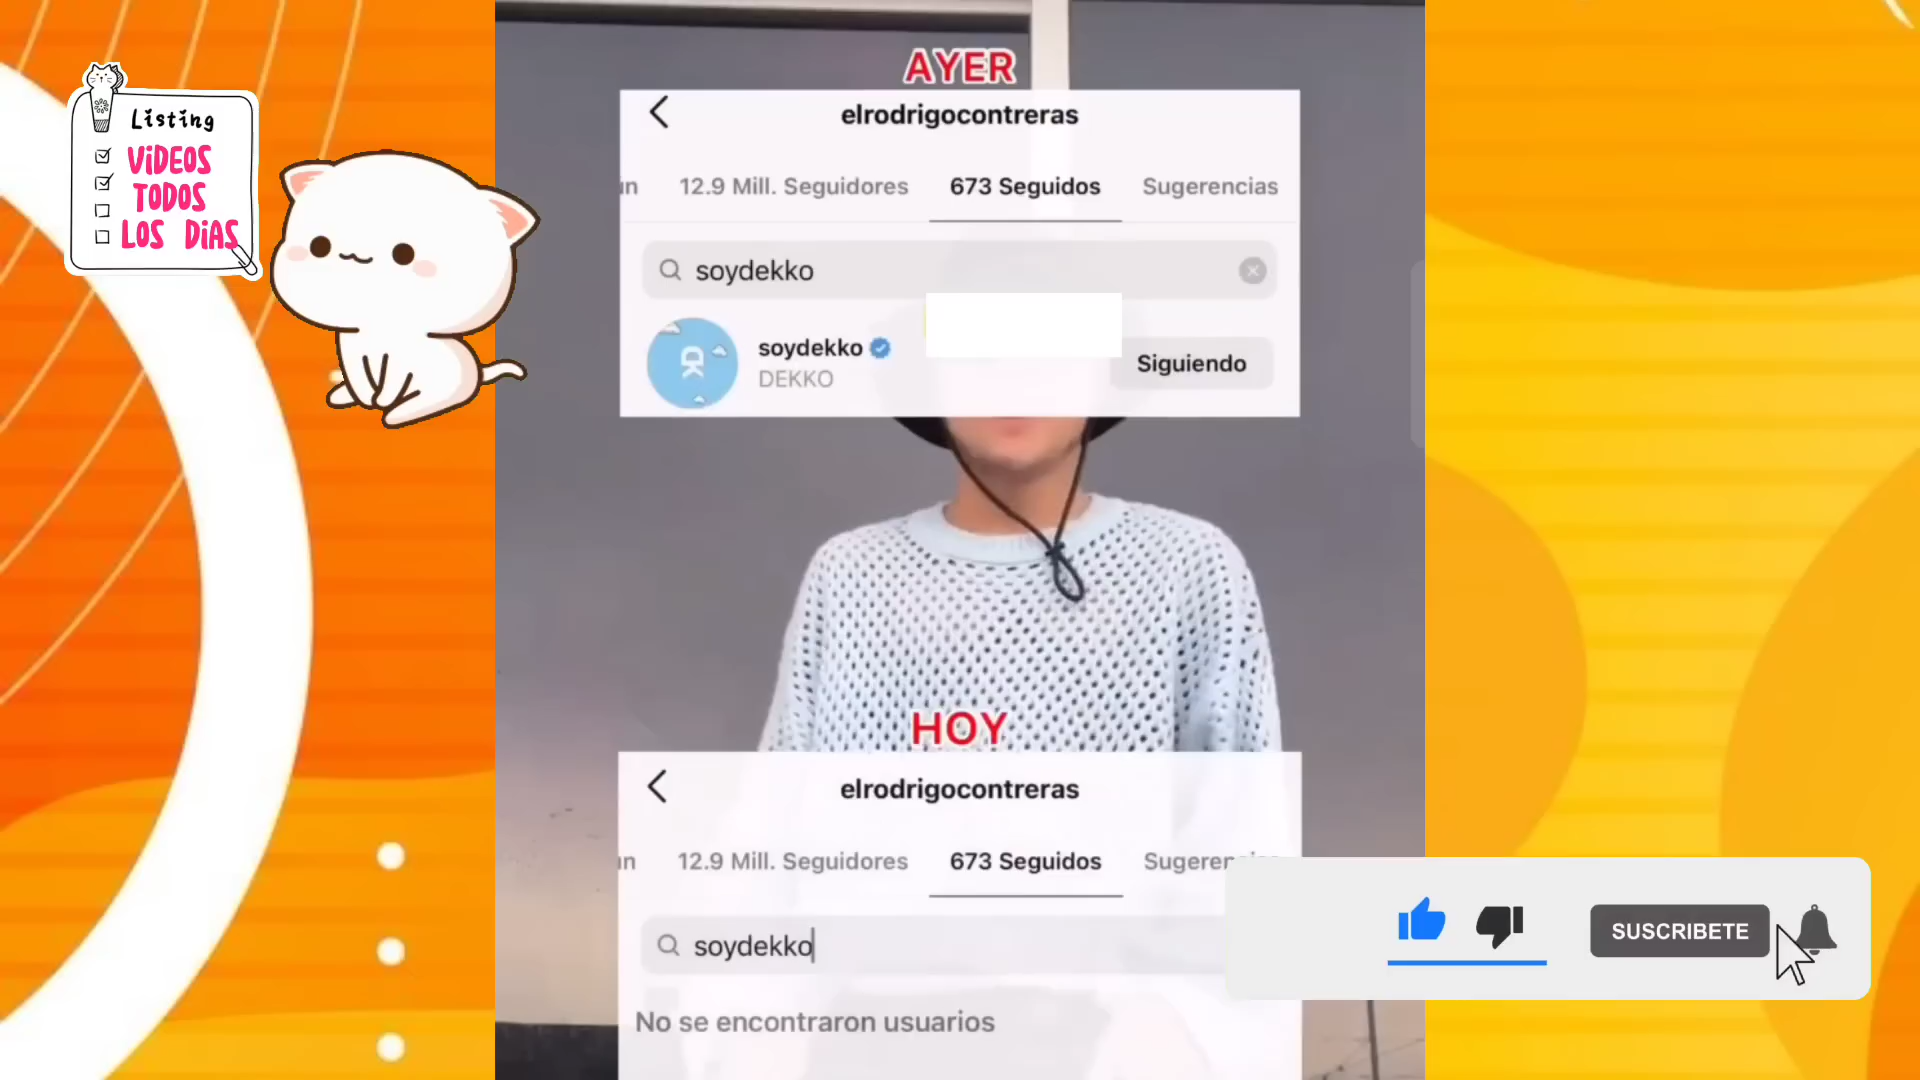 Listing
ViDEOS
TODOS
LOS DiAS
AYER
elrodrigocontreras
12.9 Mill. Seguidores 673 Seguidos Sugerencias
soydekko
soydekko
DEKKO
Siguiendo
HOY
elrodrigocontreras
12.9 Mill. Seguidores 673 Seguidos
soydekko
No se encontraron usuarios
SUSCRIBETE